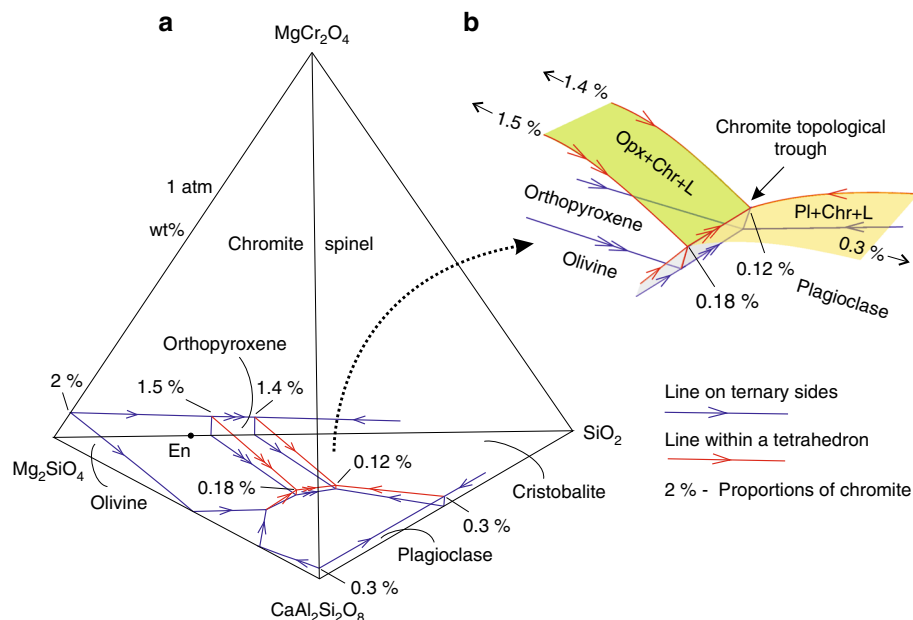 a
MgCr₂O₄
1 atm
wt%
Chromite
spinel
Orthopyroxene
2 %
1.5 %
1.4 %
Mg₂SiO₄
En
SiO₂
Olivine
0.18 %
0.12 %
Cristobalite
0.3 %
Plagioclase
0.3 %
CaAl₂Si₂O₈
b
1.4 %
1.5 %
Chromite topological
trough
Opx+Chr+L
Orthopyroxene
Pl+Chr+L
Olivine
0.3 %
0.12 %
Plagioclase
0.18 %
Line on ternary sides
Line within a tetrahedron
2 % - Proportions of chromite